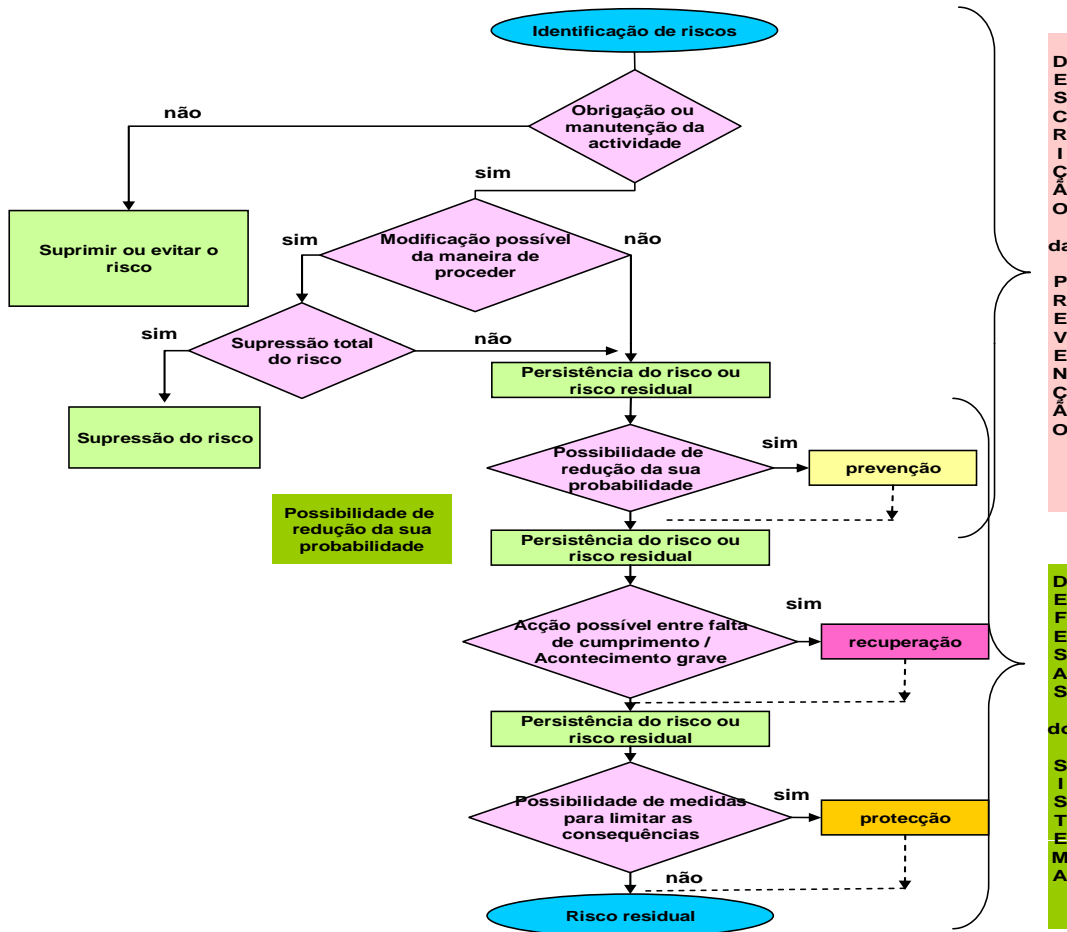 Identificação de riscos
Obrigação ou
manutenção da
actividade
não
sim
Suprimir ou evitar o
risco
sim
Modificação possível
da maneira de
proceder
não
sim
Supressão total
do risco
não
Persistência do risco ou
risco residual
Supressão do risco
Possibilidade de
redução da sua
probabilidade
sim
prevenção
Possibilidade de
redução da sua
probabilidade
Persistência do risco ou
risco residual
Acção possível entre falta
de cumprimento /
Acontecimento grave
sim
recuperação
Persistência do risco ou
risco residual
Possibilidade de medidas
para limitar as
consequências
sim
protecção
não
Risco residual
D
E
S
C
R
I
Ç
Ã
O
da
P
R
E
V
E
N
Ç
Ã
O
D
E
F
E
S
A
S
do
S
I
S
T
E
M
A